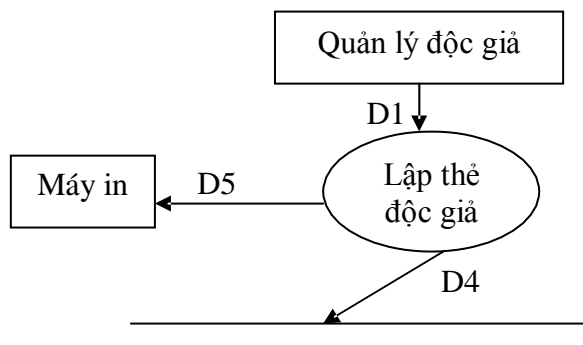 Quản lý độc giả
D1
Máy in
D5
Lập thẻ
độc giả
D4